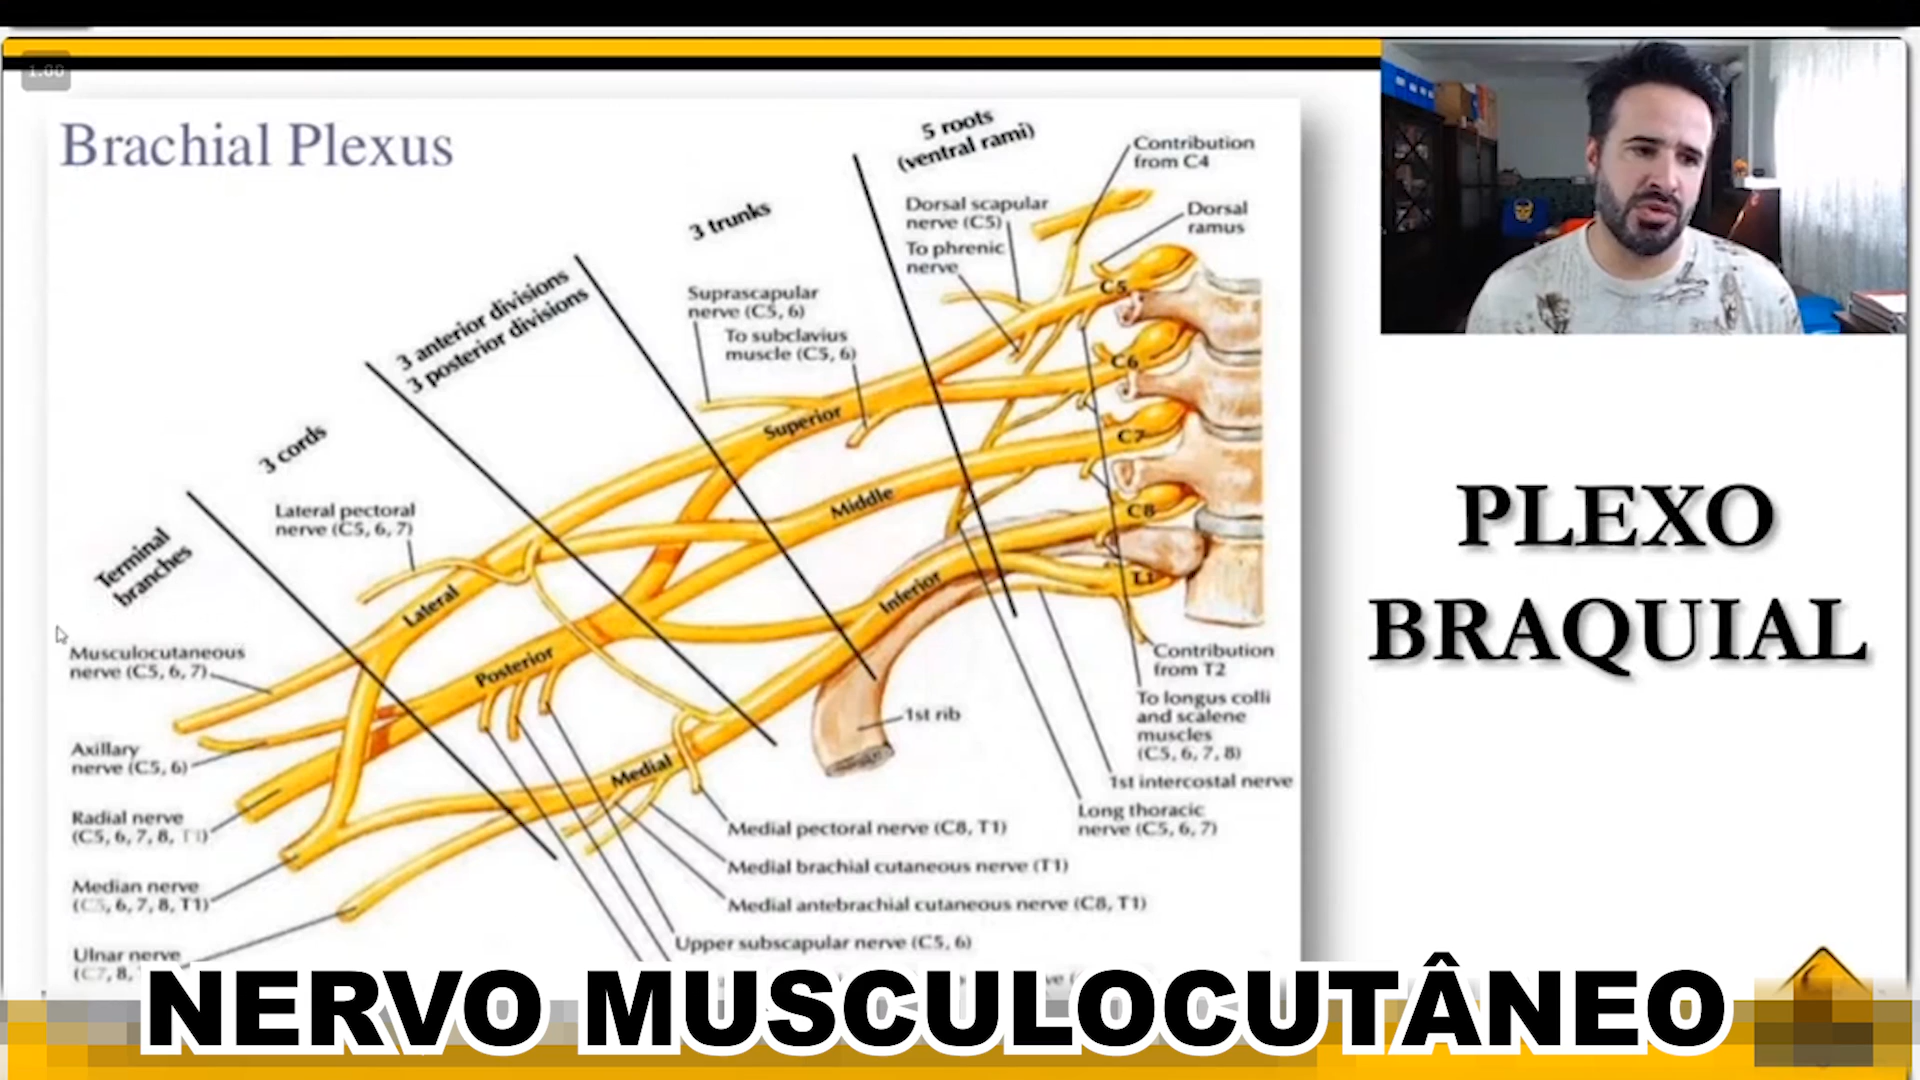 1.00
Brachial Plexus
5 roots
(ventral rami)
Contribution
from C4
3 trunks
Dorsal scapular
nerve (C5)
Dorsal
ramus
To phrenic
nerve
3 anterior divisions
3 posterior divisions
Suprascapular
nerve (C5, 6)
To subclavius
muscle (C5, 6)
C5
C6
C7
C8
T1
3 cords
Superior
Middle
Inferior
Lateral pectoral
nerve (C5, 6, 7)
Terminal
branches
Lateral
Posterior
Medial
Musculocutaneous
nerve (C5, 6, 7)
Axillary
nerve (C5, 6)
Radial nerve
(C5, 6, 7, 8, T1)
Median nerve
(C5, 6, 7, 8, T1)
Ulnar nerve
(C7, 8,
1st rib
Contribution
from T2
To longus colli
and scalene
muscles
(C5, 6, 7, 8)
1st intercostal nerve
Long thoracic
nerve (C5, 6, 7)
Medial pectoral nerve (C8, T1)
Medial brachial cutaneous nerve (T1)
Medial antebrachial cutaneous nerve (C8, T1)
Upper subscapular nerve (C5, 6)
PLEXO
BRAQUIAL
NERVO MUSCULOCUTÂNEO